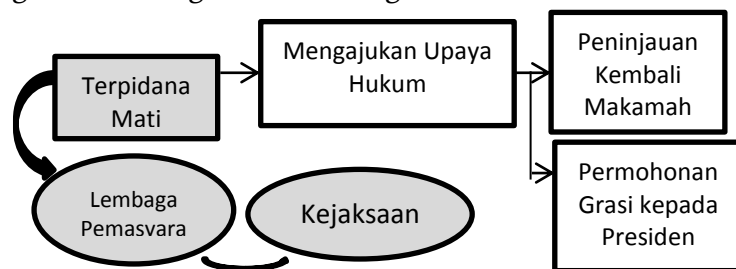 Terpidana
Mati
Mengajukan Upaya
Hukum
Peninjauan
Kembali
Makamah
Lembaga
Pemasvara
Kejaksaan
Permohonan
Grasi kepada
Presiden